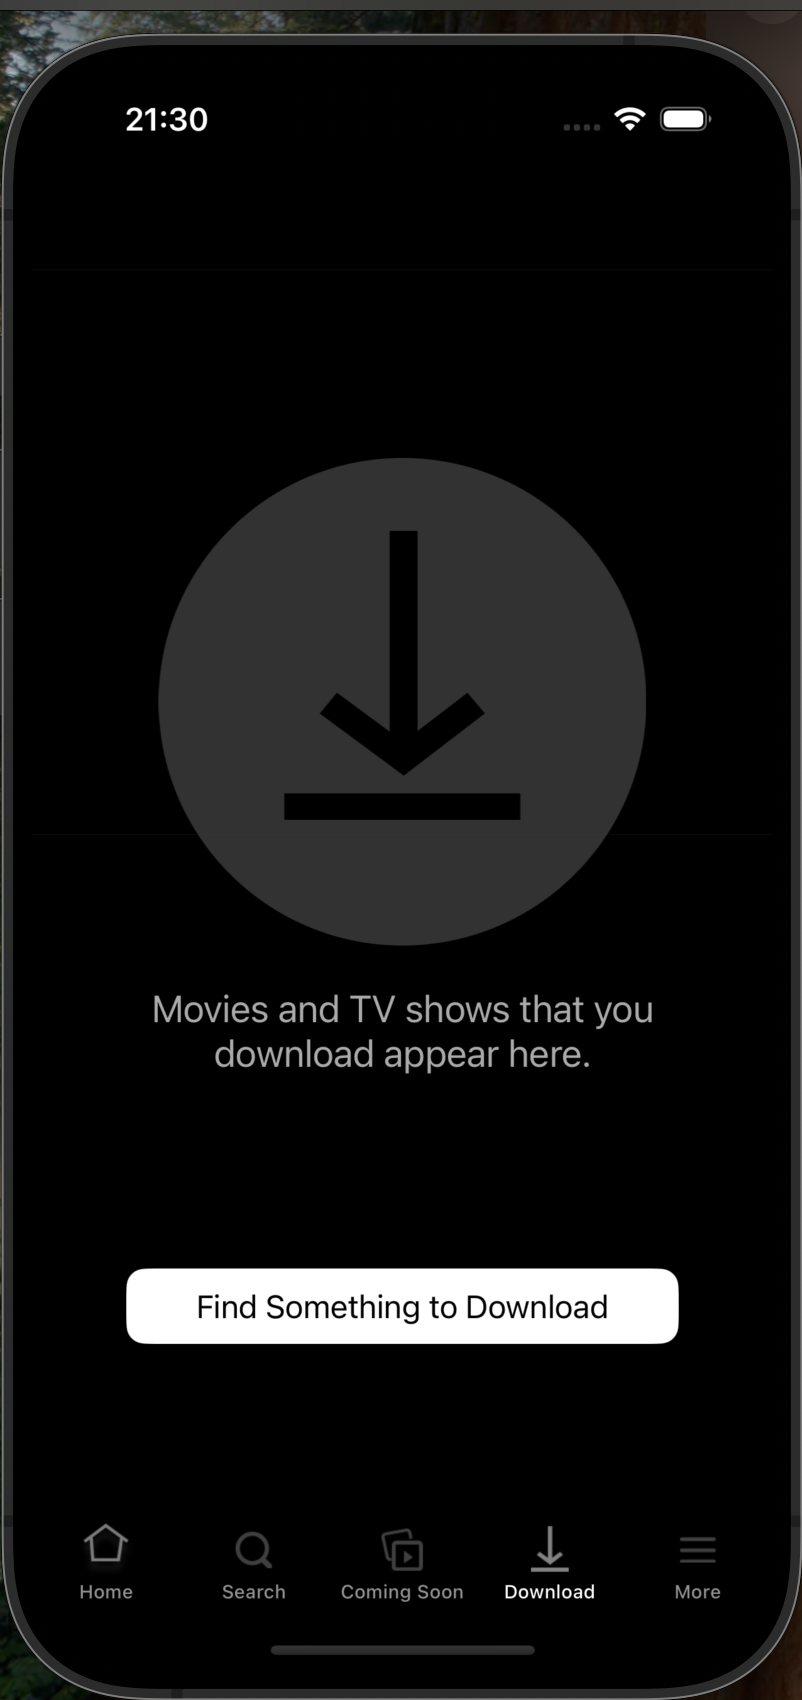 21:30
Movies and TV shows that you
download appear here.
Find Something to Download
Home
Search
Coming Soon
Download
More